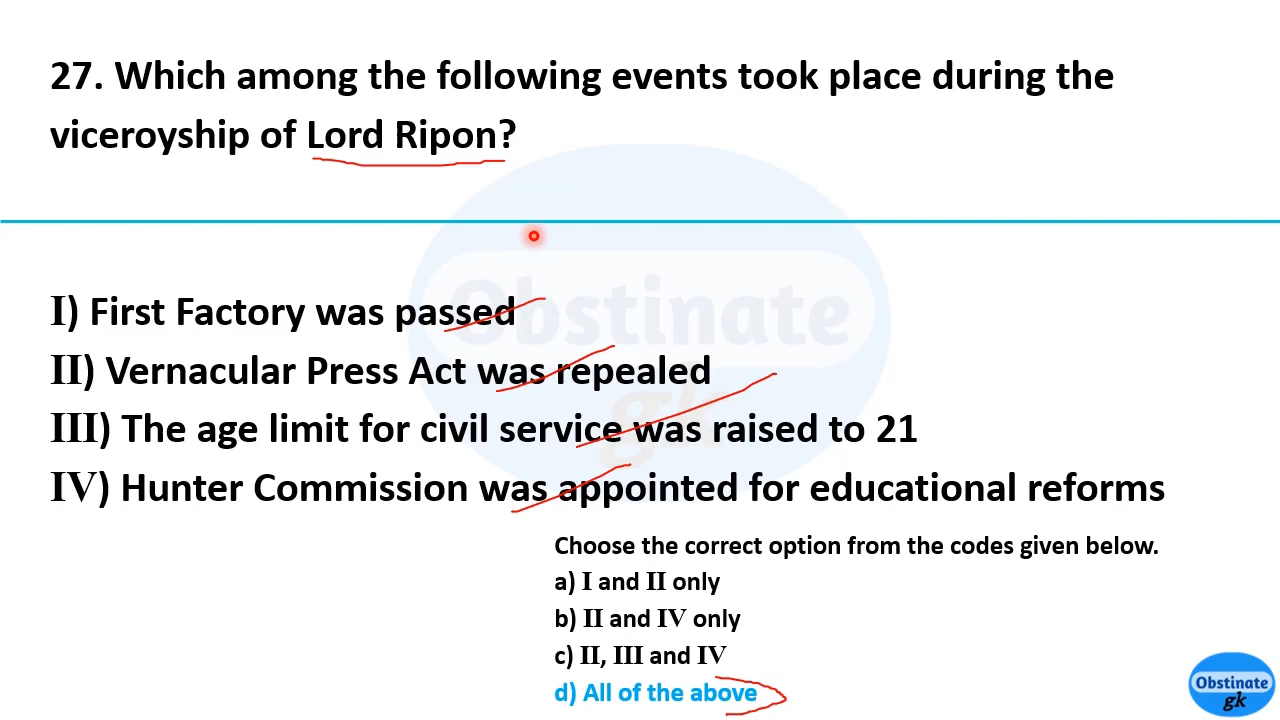 27. Which among the following events took place during the
viceroyship of Lord Ripon?
Obstinate
gk
I) First Factory was passed
II) Vernacular Press Act was repealed
III) The age limit for civil service was raised to 21
IV) Hunter Commission was appointed for educational reforms
Choose the correct option from the codes given below.
a) I and II only
b) II and IV only
c) II, III and IV
d) All of the above
Obstinate
gk